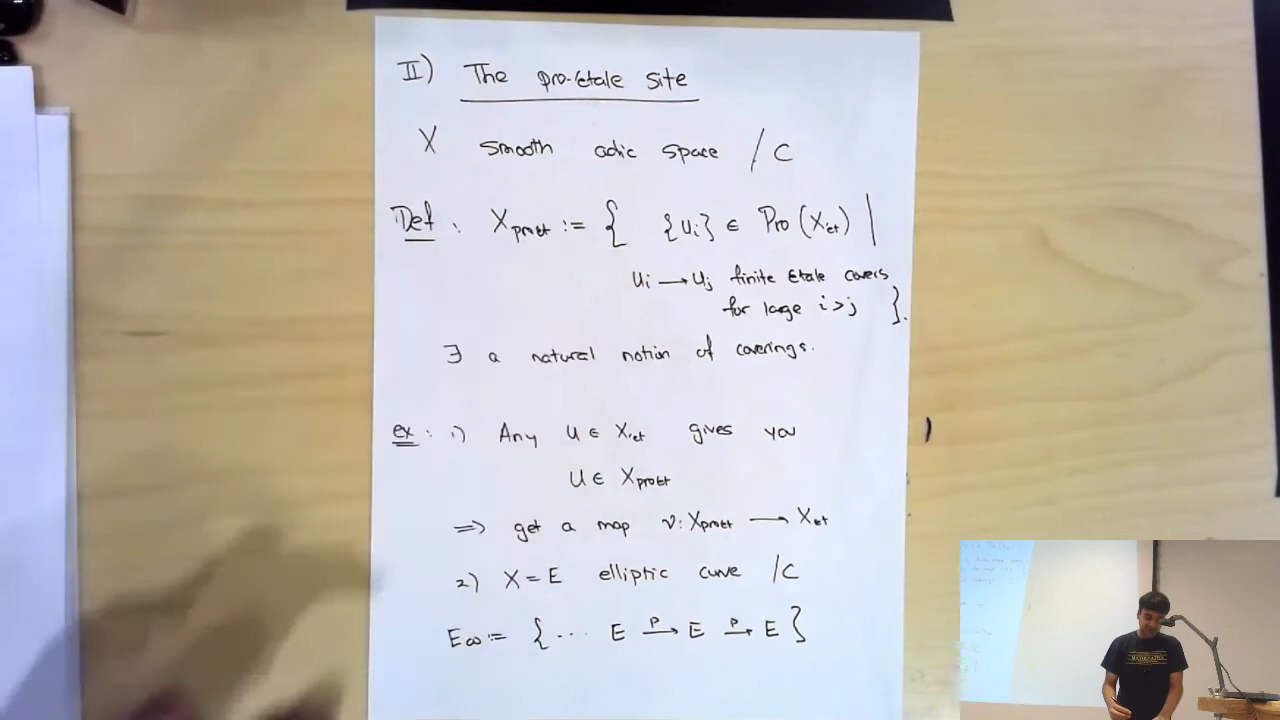 II) The pro-étale site
X smooth adic space / C
Def : X_proét := { {U_i} ∈ Pro(X_ét) |
U_i → U_j finite étale covers
for large i > j }.
∃ a natural notion of coverings.
ex : 1) Any U ∈ X_ét gives you
U ∈ X_proét
⇒ get a map ν: X_proét → X_ét
2) X = E elliptic curve / C
E_∞ := { ... E →^p E →^p E }
MATHEMATICS